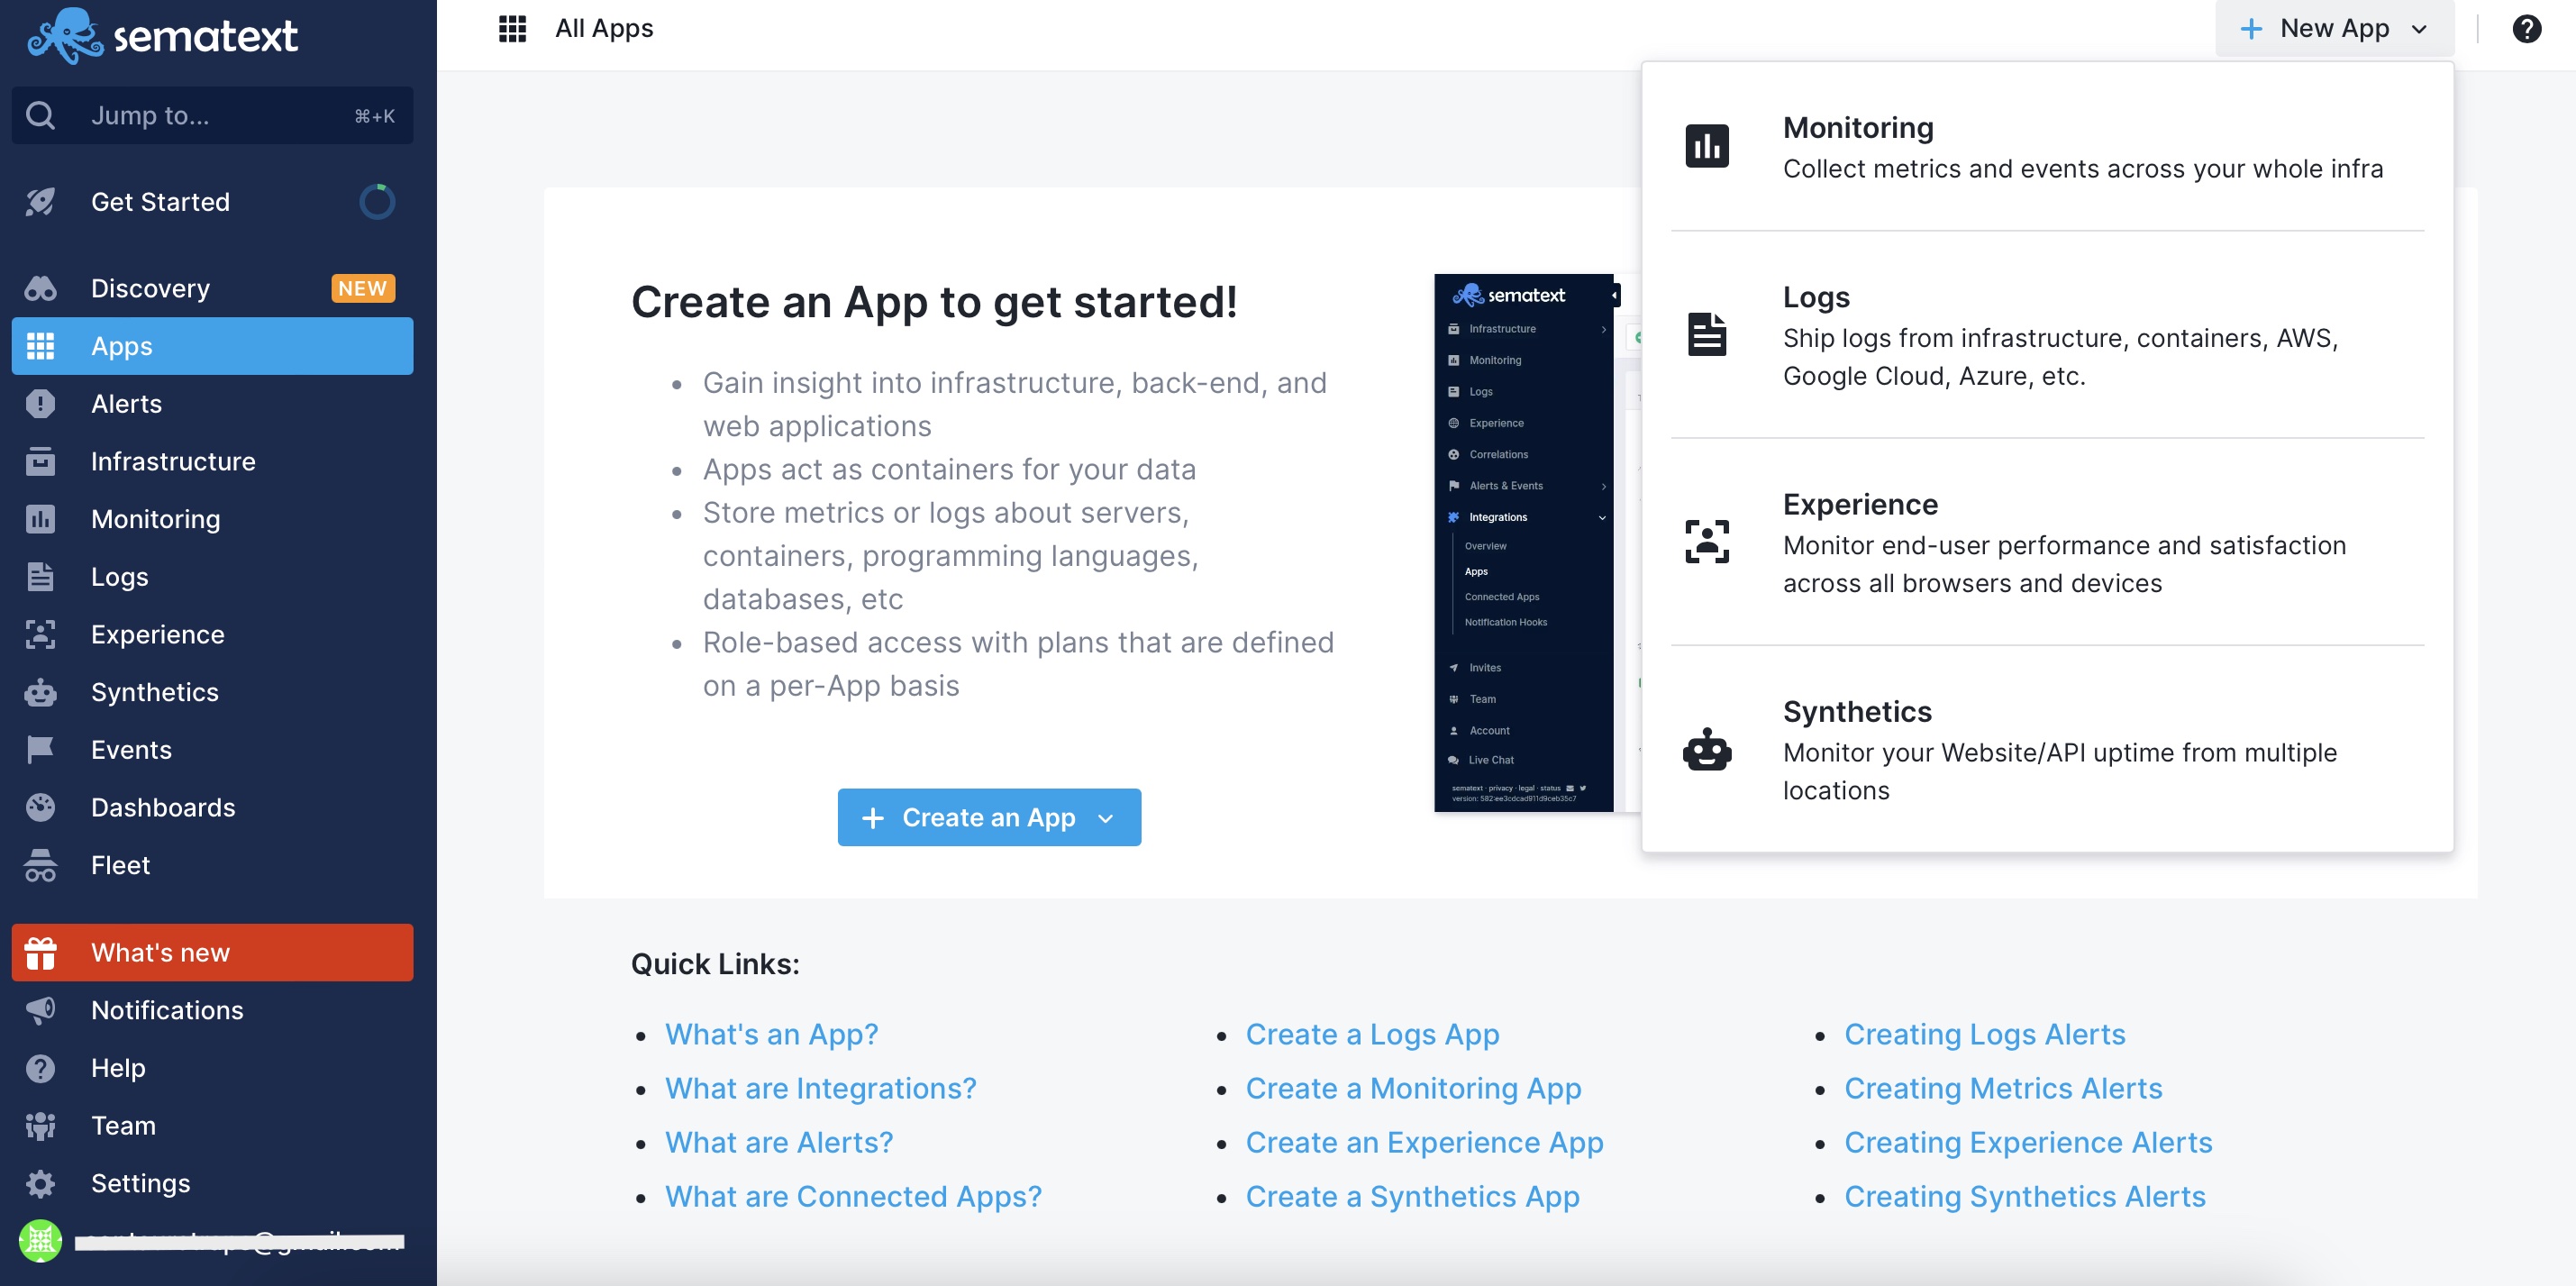 sematext
Jump to...
⌘+K
Get Started
Discovery
NEW
Apps
Alerts
Infrastructure
Monitoring
Logs
Experience
Synthetics
Events
Dashboards
Fleet
What's new
Notifications
Help
Team
Settings
All Apps
New App
Create an App to get started!
Gain insight into infrastructure, back-end, and
web applications
Apps act as containers for your data
Store metrics or logs about servers,
containers, programming languages,
databases, etc
Role-based access with plans that are defined
on a per-App basis
Create an App
sematext
Infrastructure
Monitoring
Logs
Experience
Correlations
Alerts & Events
Integrations
Overview
Apps
Connected Apps
Notification Hooks
Invites
Team
Account
Live Chat
sematext · privacy · legal · status
Monitoring
Collect metrics and events across your whole infra
Logs
Ship logs from infrastructure, containers, AWS,
Google Cloud, Azure, etc.
Experience
Monitor end-user performance and satisfaction
across all browsers and devices
Synthetics
Monitor your Website/API uptime from multiple
locations
Quick Links:
What's an App?
What are Integrations?
What are Alerts?
What are Connected Apps?
Create a Logs App
Create a Monitoring App
Create an Experience App
Create a Synthetics App
Creating Logs Alerts
Creating Metrics Alerts
Creating Experience Alerts
Creating Synthetics Alerts